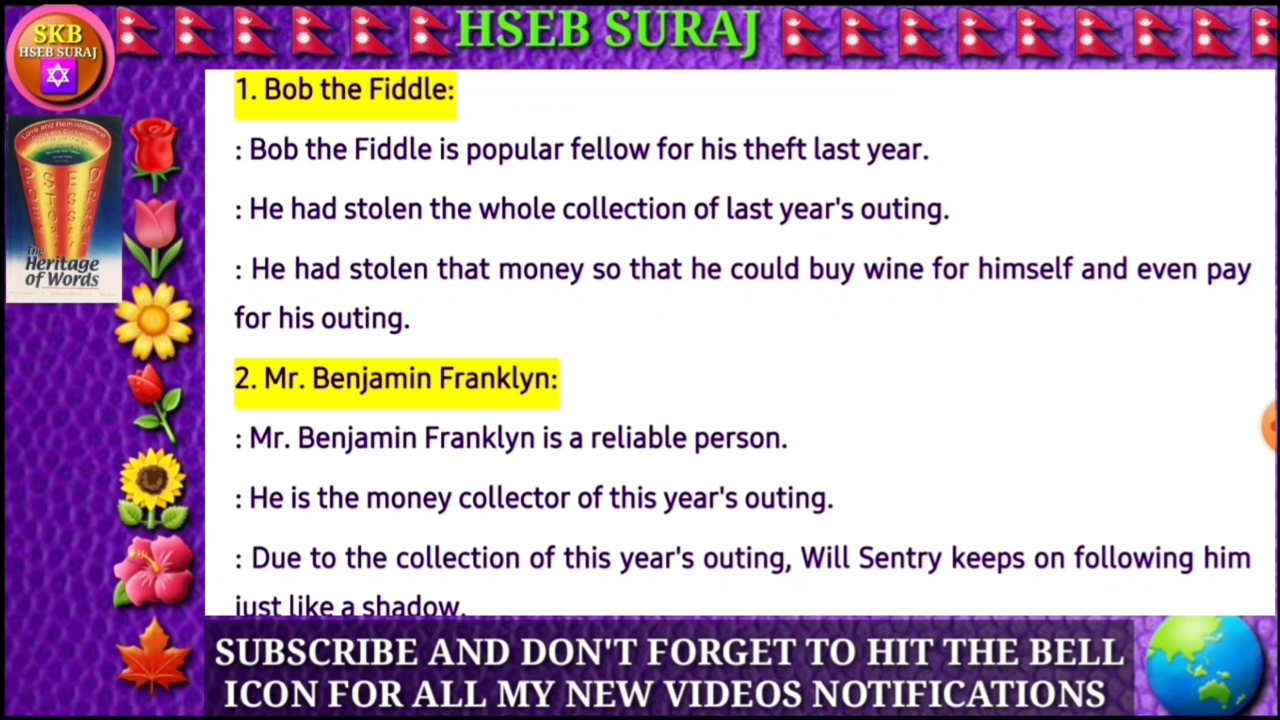 HSEB SURAJ
SKB
HSEB SURAJ
Love and Reminiscence
The
Heritage
of Words
1. Bob the Fiddle:
: Bob the Fiddle is popular fellow for his theft last year.
: He had stolen the whole collection of last year's outing.
: He had stolen that money so that he could buy wine for himself and even pay
for his outing.
2. Mr. Benjamin Franklyn:
: Mr. Benjamin Franklyn is a reliable person.
: He is the money collector of this year's outing.
: Due to the collection of this year's outing, Will Sentry keeps on following him
just like a shadow.
SUBSCRIBE AND DON'T FORGET TO HIT THE BELL
ICON FOR ALL MY NEW VIDEOS NOTIFICATIONS